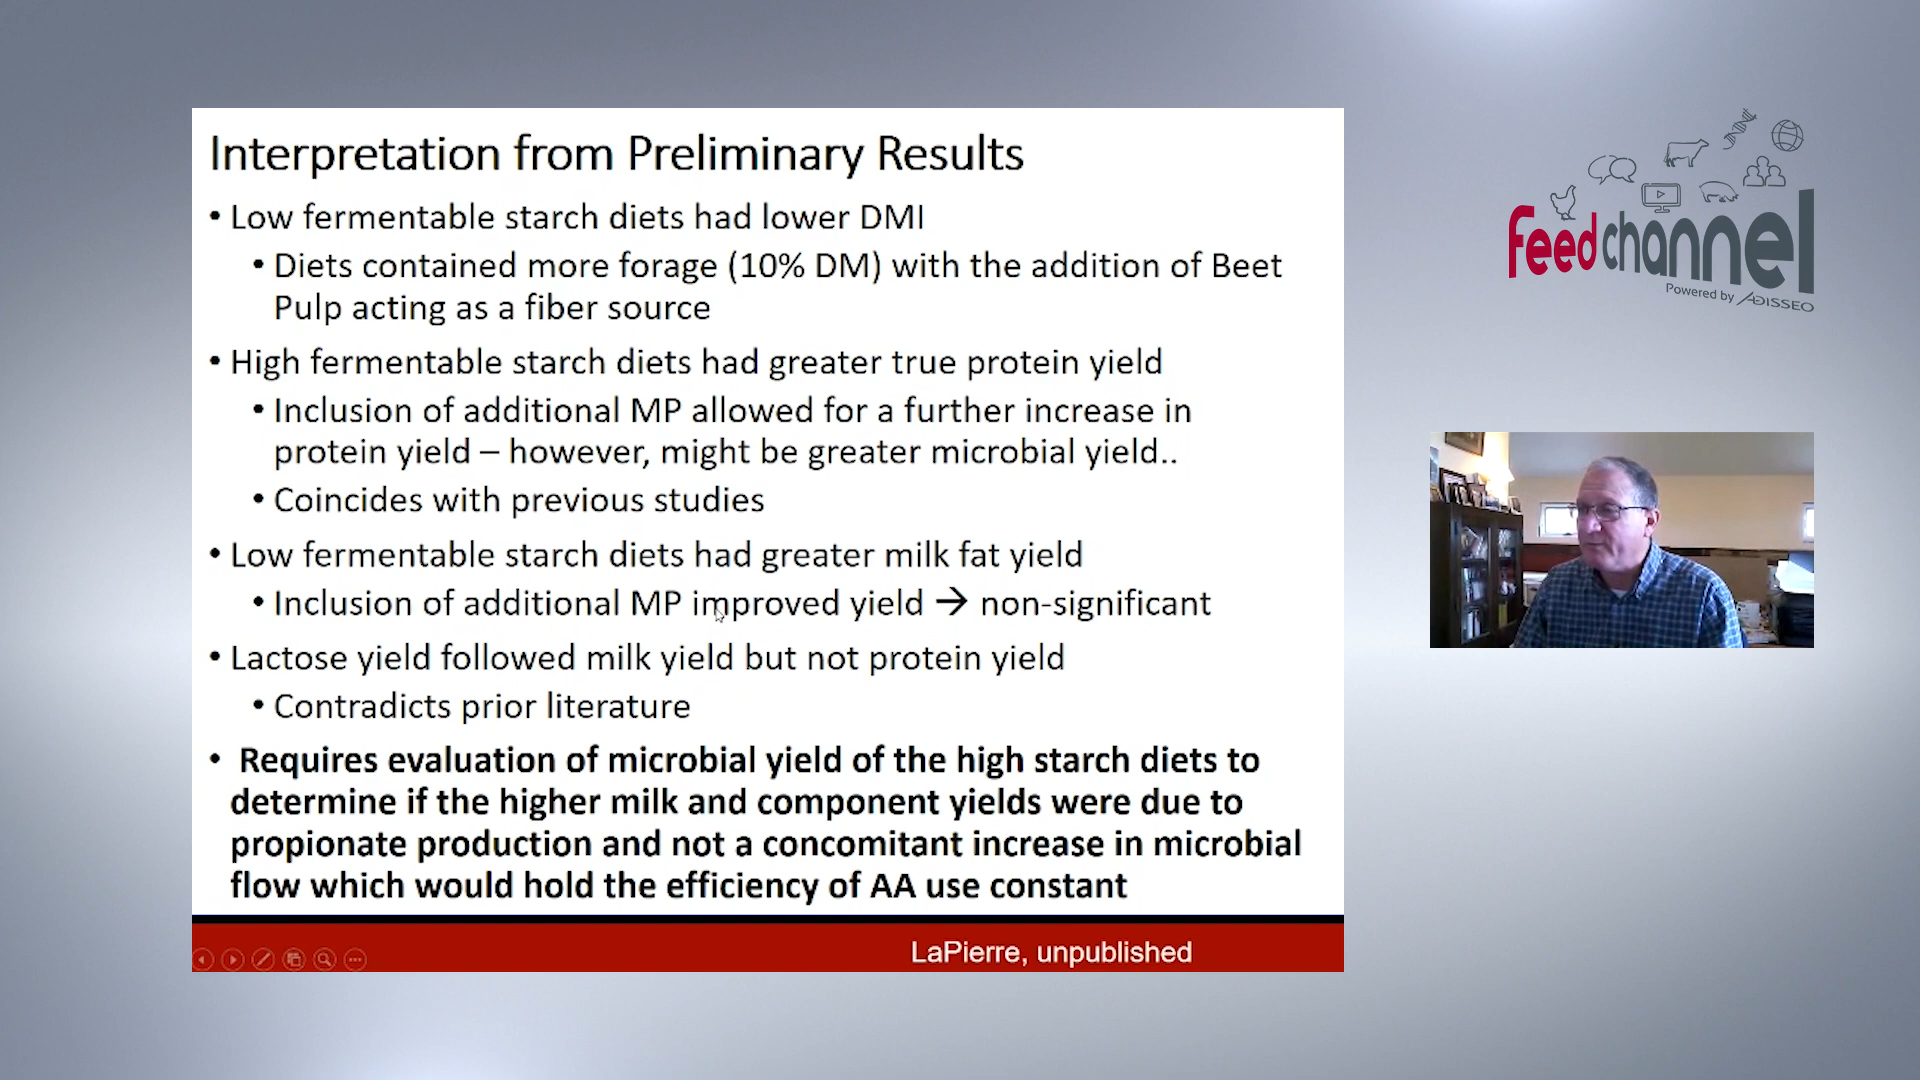 Interpretation from Preliminary Results
• Low fermentable starch diets had lower DMI
• Diets contained more forage (10% DM) with the addition of Beet
Pulp acting as a fiber source
• High fermentable starch diets had greater true protein yield
• Inclusion of additional MP allowed for a further increase in
protein yield – however, might be greater microbial yield..
• Coincides with previous studies
• Low fermentable starch diets had greater milk fat yield
• Inclusion of additional MP improved yield → non-significant
• Lactose yield followed milk yield but not protein yield
• Contradicts prior literature
• Requires evaluation of microbial yield of the high starch diets to
determine if the higher milk and component yields were due to
propionate production and not a concomitant increase in microbial
flow which would hold the efficiency of AA use constant
LaPierre, unpublished
feedchannel
Powered by ADISSEO